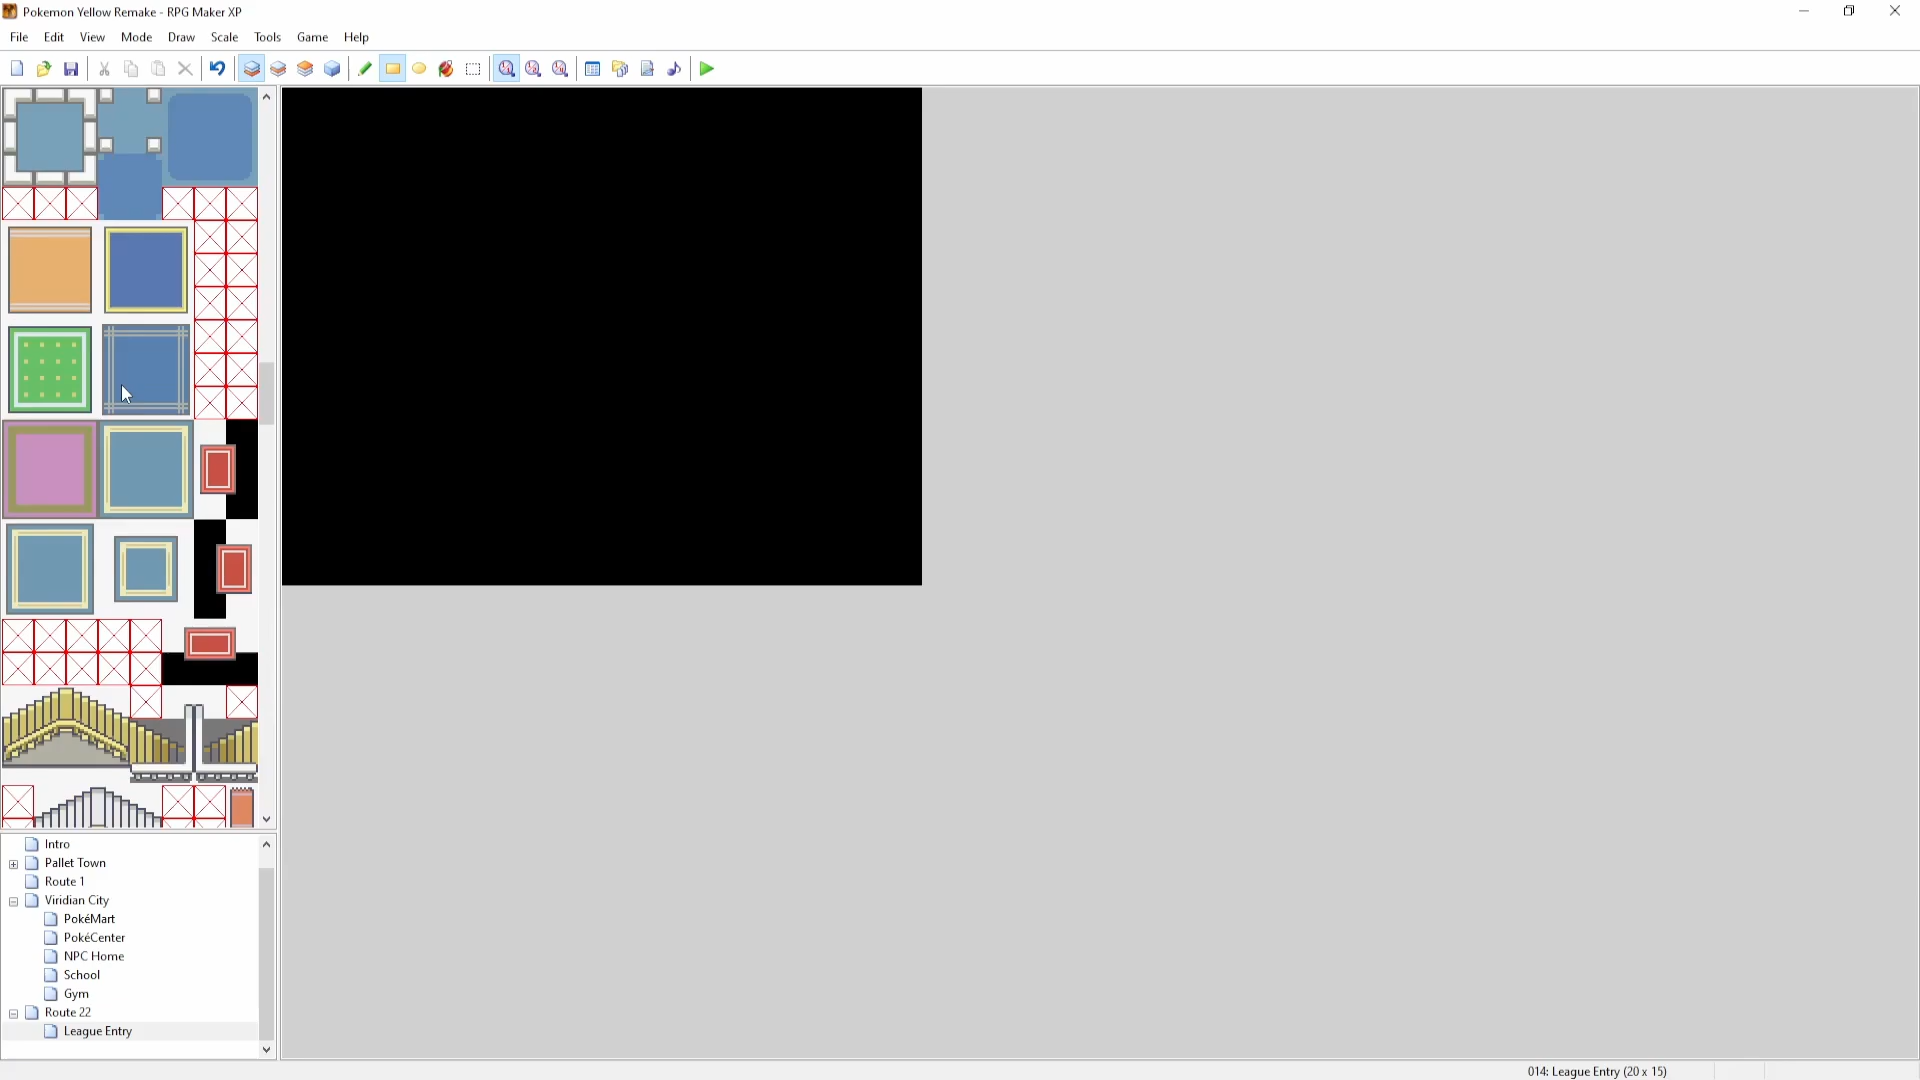 Pokemon Yellow Remake - RPG Maker XP
File Edit View Mode Draw Scale Tools Game Help
Intro
Pallet Town
Route 1
Viridian City
PokéMart
PokéCenter
NPC Home
School
Gym
Route 22
League Entry
014: League Entry (20 x 15)